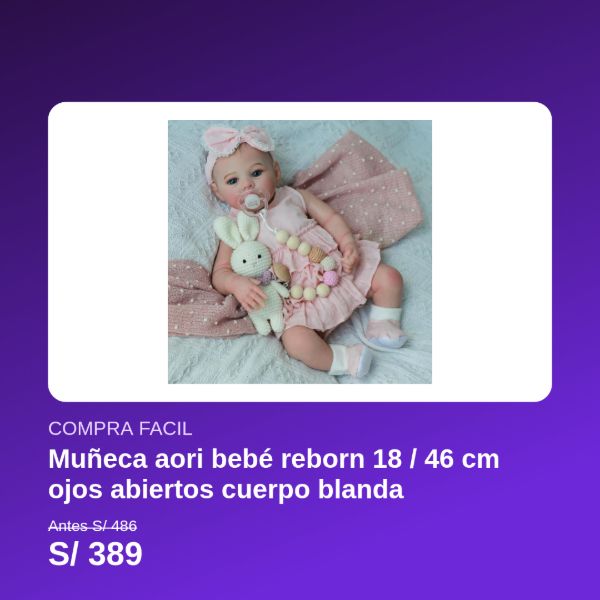 COMPRA FACIL
Muñeca aori bebé reborn 18 / 46 cm
ojos abiertos cuerpo blanda
Antes S/ 486
S/ 389